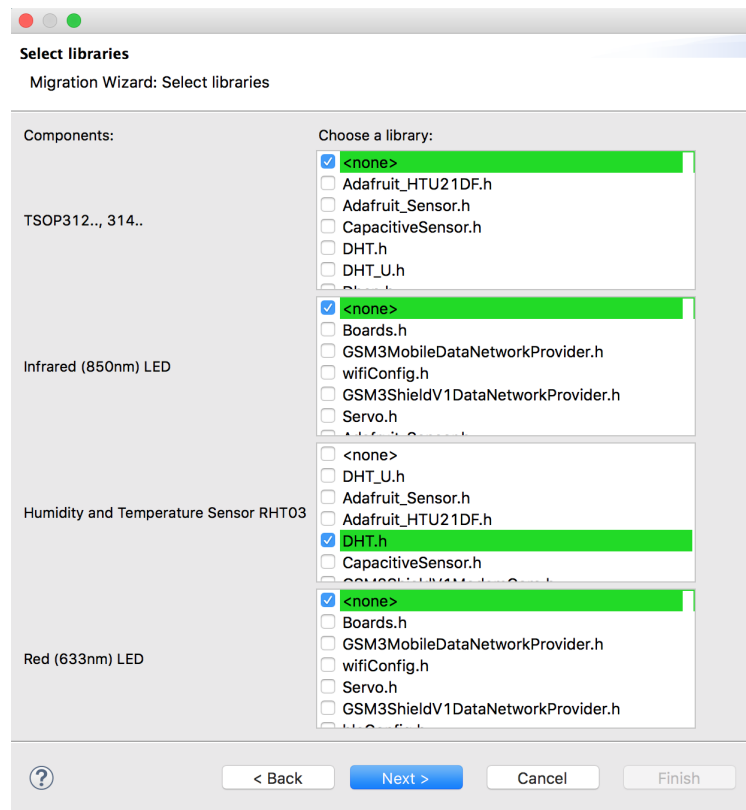 Select libraries
Migration Wizard: Select libraries
Components:
Choose a library:
TSOP312.., 314..
<none>
Adafruit_HTU21DF.h
Adafruit_Sensor.h
CapacitiveSensor.h
DHT.h
DHT_U.h
Infrared (850nm) LED
<none>
Boards.h
GSM3MobileDataNetworkProvider.h
wifiConfig.h
GSM3ShieldV1DataNetworkProvider.h
Servo.h
Humidity and Temperature Sensor RHT03
<none>
DHT_U.h
Adafruit_Sensor.h
Adafruit_HTU21DF.h
DHT.h
CapacitiveSensor.h
Red (633nm) LED
<none>
Boards.h
GSM3MobileDataNetworkProvider.h
wifiConfig.h
Servo.h
GSM3ShieldV1DataNetworkProvider.h
?
< Back
Next >
Cancel
Finish